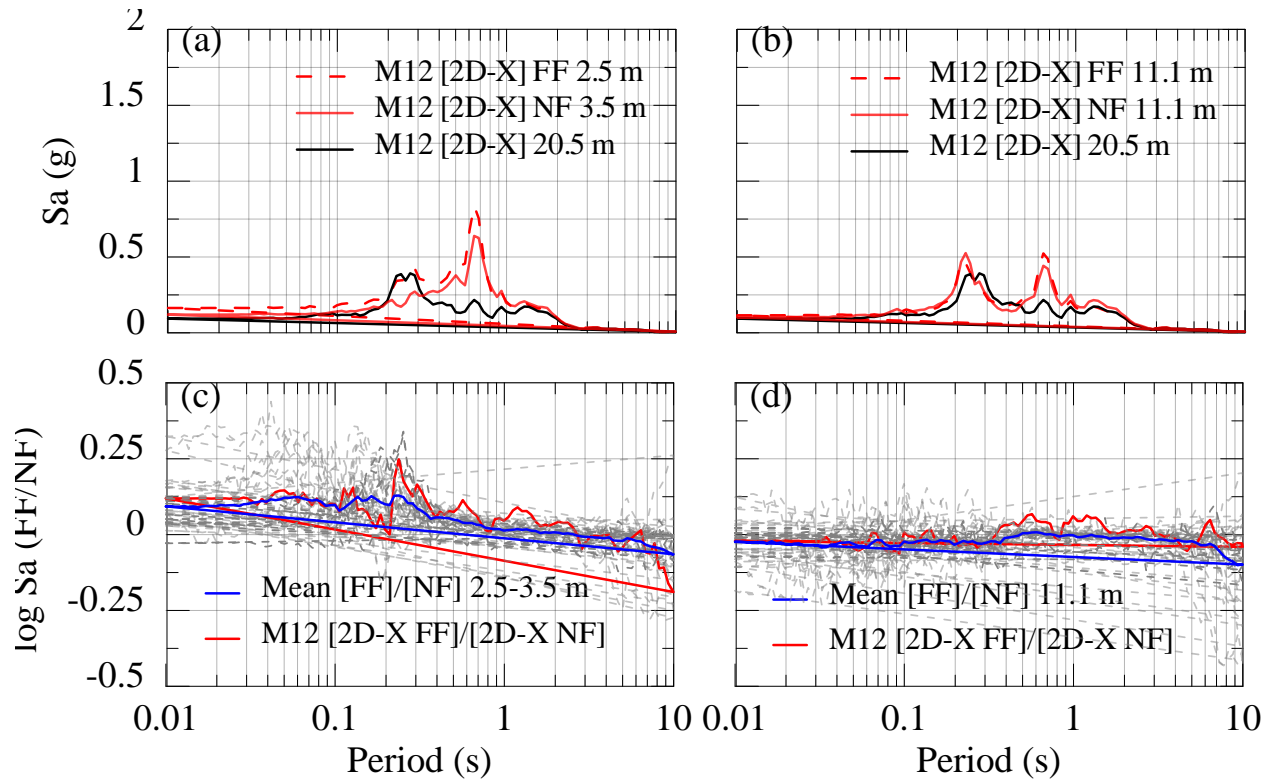 2
(a)
(b)
M12 [2D-X] FF 2.5 m
M12 [2D-X] NF 3.5 m
M12 [2D-X] 20.5 m
M12 [2D-X] FF 11.1 m
M12 [2D-X] NF 11.1 m
M12 [2D-X] 20.5 m
1.5
1
0.5
0
Sa (g)
0.5
(c)
(d)
0.25
0
-0.25
-0.5
log Sa (FF/NF)
Mean [FF]/[NF] 2.5-3.5 m
M12 [2D-X FF]/[2D-X NF]
Mean [FF]/[NF] 11.1 m
M12 [2D-X FF]/[2D-X NF]
0.01 0.1 1 10
0.01 0.1 1 10
Period (s)
Period (s)